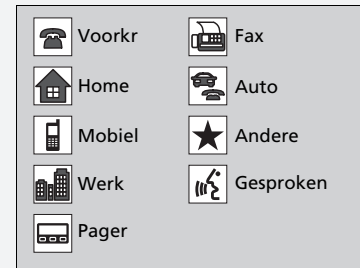 Voorkr
Fax
Home
Auto
Mobiel
Andere
Werk
Gesproken
Pager